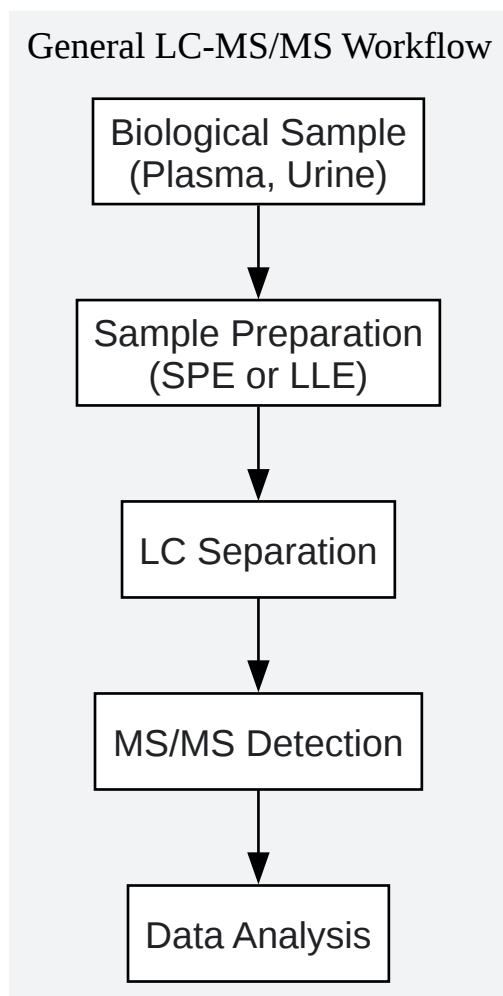 General LC-MS/MS Workflow
Biological Sample
(Plasma, Urine)
Sample Preparation
(SPE or LLE)
LC Separation
MS/MS Detection
Data Analysis